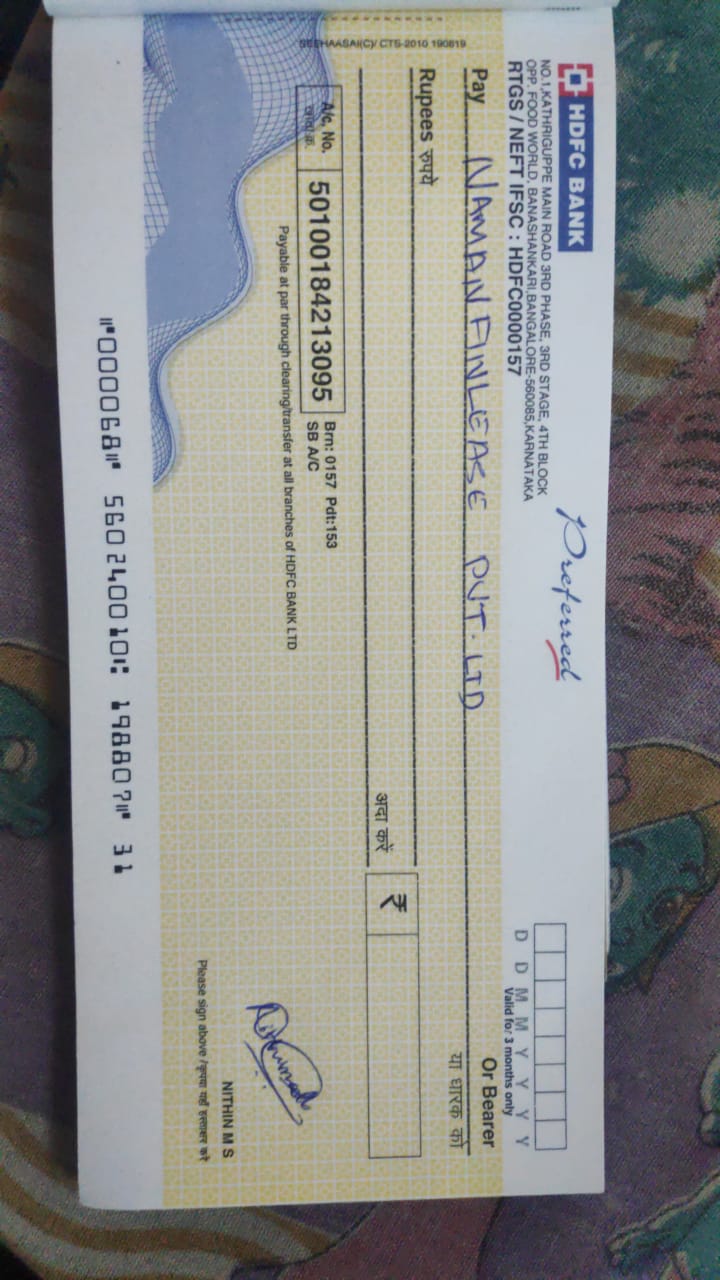 SEEHAASAI(C)/ CTS-2010 190819
HDFC BANK
Preferred
NO.1,KATHRIGUPPE MAIN ROAD 3RD PHASE, 3RD STAGE, 4TH BLOCK
OPP. FOOD WORLD, BANASHANKARI,BANGALORE-560085,KARNATAKA
RTGS / NEFT IFSC : HDFC0000157
D D M M Y Y Y Y
Valid for 3 months only
Pay NAMAN FINLEASE PVT. LTD Or Bearer
या धारक को
Rupees रुपये
अदा करें ₹
A/c. No. 50100184213095 Brn: 0157 Pdt:153
SB A/C
Payable at par through clearing/transfer at all branches of HDFC BANK LTD
NITHIN M S
Please sign above /कृपया यहाँ हस्ताक्षर करें
⑈000068⑈ 560240010⑆ 198807⑈ 31